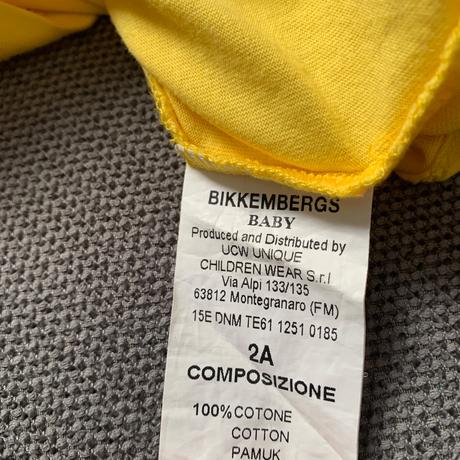 BIKKEMBERGS
BABY
Produced and Distributed by
UCW UNIQUE
CHILDREN WEAR S.r.l
Via Alpi 133/135
63812 Montegranaro (FM)
15E DNM TE61 1251 0185
2A
COMPOSIZIONE
100% COTONE
COTTON
PAMUK